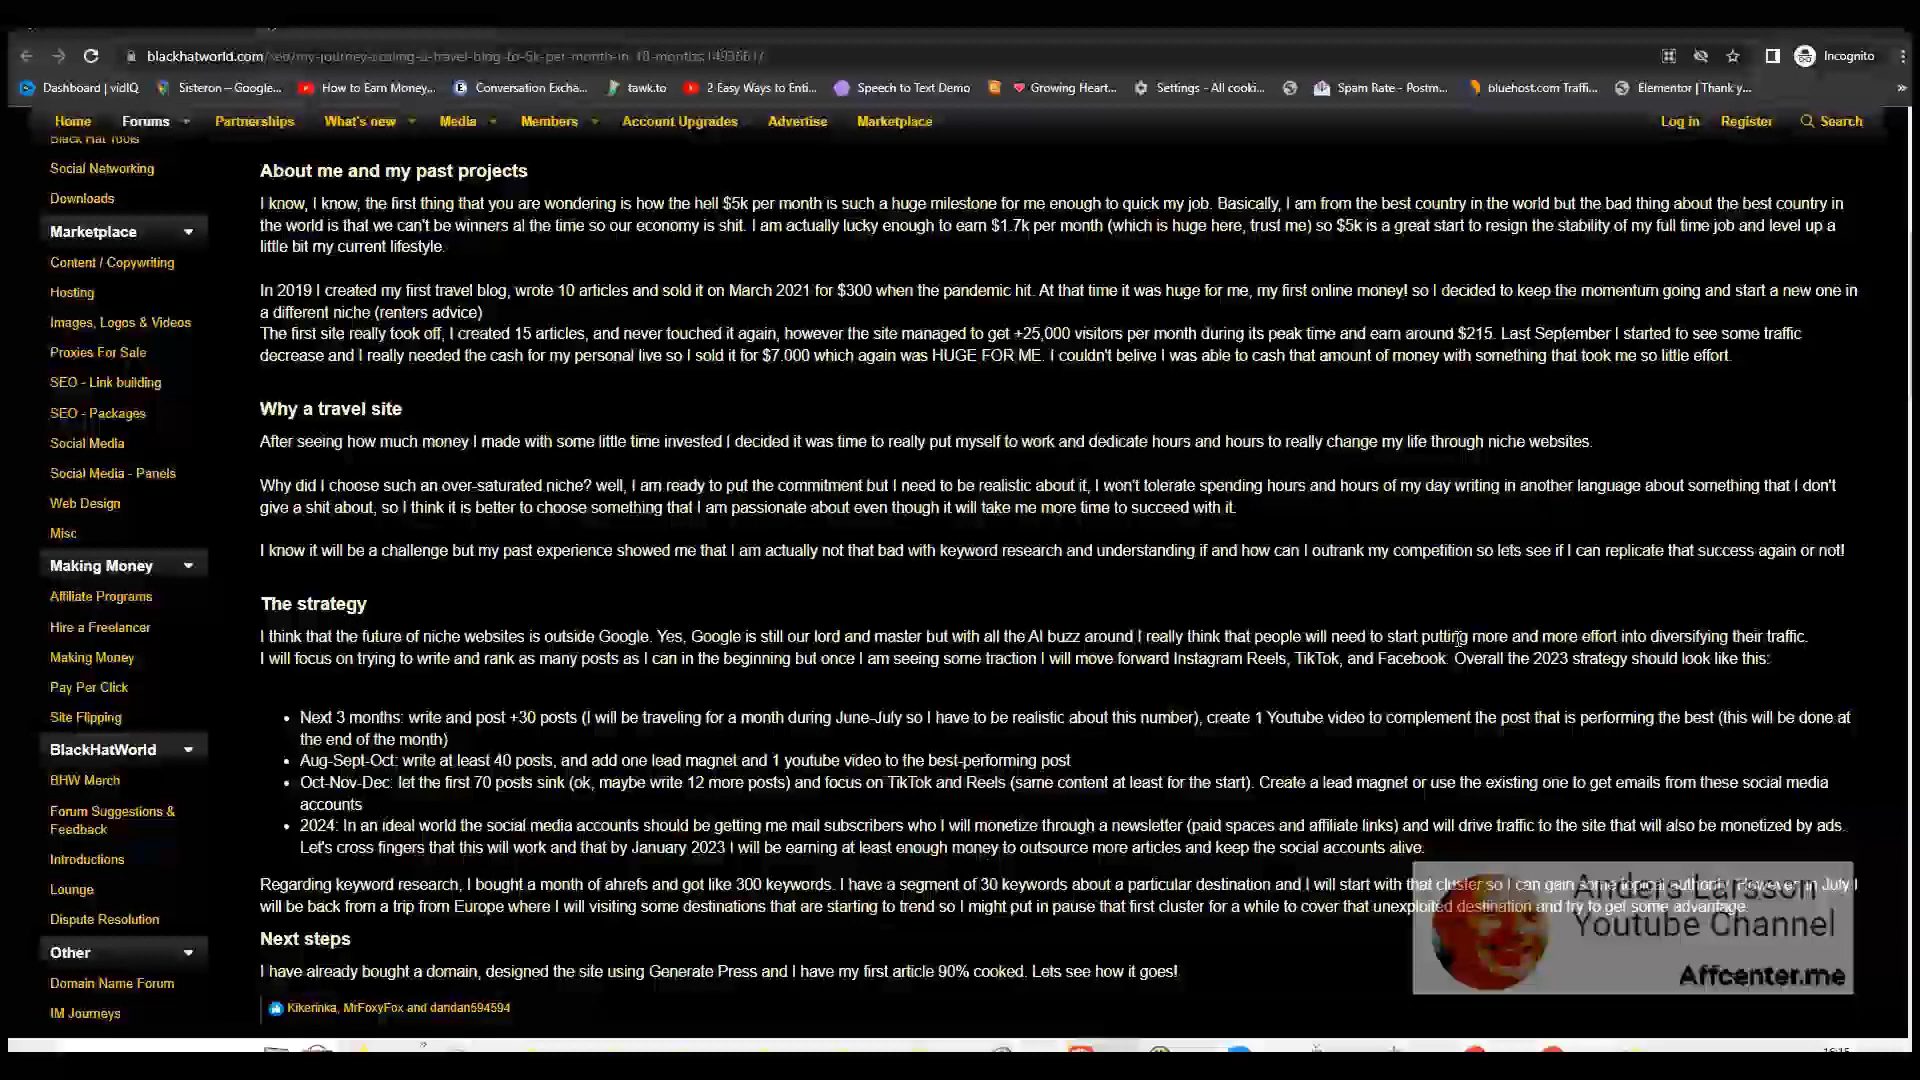 blackhatworld.com/seo/my-journey-scaling-a-travel-blog-to-5k-per-month-in-18-months.1493661/
Incognito
Dashboard | vidIQ
Sisteron – Google...
How to Earn Money...
Conversation Excha...
tawk.to
2 Easy Ways to Enti...
Speech to Text Demo
Growing Heart...
Settings - All cooki...
Spam Rate - Postm...
bluehost.com Traffi...
Elementor | Thank y...
»
Home
Forums
Partnerships
What's new
Media
Members
Account Upgrades
Advertise
Marketplace
Log in
Register
Search
Black Hat Tools
Social Networking
Downloads
Marketplace
Content / Copywriting
Hosting
Images, Logos & Videos
Proxies For Sale
SEO - Link building
SEO - Packages
Social Media
Social Media - Panels
Web Design
Misc
Making Money
Affiliate Programs
Hire a Freelancer
Making Money
Pay Per Click
Site Flipping
BlackHatWorld
BHW Merch
Forum Suggestions &
Feedback
Introductions
Lounge
Dispute Resolution
Other
Domain Name Forum
IM Journeys
About me and my past projects
I know, I know, the first thing that you are wondering is how the hell $5k per month is such a huge milestone for me enough to quick my job. Basically, I am from the best country in the world but the bad thing about the best country in
the world is that we can't be winners al the time so our economy is shit. I am actually lucky enough to earn $1.7k per month (which is huge here, trust me) so $5k is a great start to resign the stability of my full time job and level up a
little bit my current lifestyle.
In 2019 I created my first travel blog, wrote 10 articles and sold it on March 2021 for $300 when the pandemic hit. At that time it was huge for me, my first online money! so I decided to keep the momentum going and start a new one in
a different niche (renters advice)
The first site really took off, I created 15 articles, and never touched it again, however the site managed to get +25,000 visitors per month during its peak time and earn around $215. Last September I started to see some traffic
decrease and I really needed the cash for my personal live so I sold it for $7.000 which again was HUGE FOR ME. I couldn't belive I was able to cash that amount of money with something that took me so little effort.
Why a travel site
After seeing how much money I made with some little time invested I decided it was time to really put myself to work and dedicate hours and hours to really change my life through niche websites.
Why did I choose such an over-saturated niche? well, I am ready to put the commitment but I need to be realistic about it, I won't tolerate spending hours and hours of my day writing in another language about something that I don't
give a shit about, so I think it is better to choose something that I am passionate about even though it will take me more time to succeed with it.
I know it will be a challenge but my past experience showed me that I am actually not that bad with keyword research and understanding if and how can I outrank my competition so lets see if I can replicate that success again or not!
The strategy
I think that the future of niche websites is outside Google. Yes, Google is still our lord and master but with all the AI buzz around I really think that people will need to start putting more and more effort into diversifying their traffic.
I will focus on trying to write and rank as many posts as I can in the beginning but once I am seeing some traction I will move forward Instagram Reels, TikTok, and Facebook. Overall the 2023 strategy should look like this:
• Next 3 months: write and post +30 posts (I will be traveling for a month during June-July so I have to be realistic about this number), create 1 Youtube video to complement the post that is performing the best (this will be done at
the end of the month)
• Aug-Sept-Oct: write at least 40 posts, and add one lead magnet and 1 youtube video to the best-performing post
• Oct-Nov-Dec: let the first 70 posts sink (ok, maybe write 12 more posts) and focus on TikTok and Reels (same content at least for the start). Create a lead magnet or use the existing one to get emails from these social media
accounts
• 2024: In an ideal world the social media accounts should be getting me mail subscribers who I will monetize through a newsletter (paid spaces and affiliate links) and will drive traffic to the site that will also be monetized by ads.
Let's cross fingers that this will work and that by January 2023 I will be earning at least enough money to outsource more articles and keep the social accounts alive.
Regarding keyword research, I bought a month of ahrefs and got like 300 keywords. I have a segment of 30 keywords about a particular destination and I will start with that cluster so I can gain some topical authority. However in July I
will be back from a trip from Europe where I will visiting some destinations that are starting to trend so I might put in pause that first cluster for a while to cover that unexploited destination and try to get some advantage.
Next steps
I have already bought a domain, designed the site using Generate Press and I have my first article 90% cooked. Lets see how it goes!
Kikerinka, MrFoxyFox and dandan594594
Anders Larsson
Youtube Channel
Affcenter.me